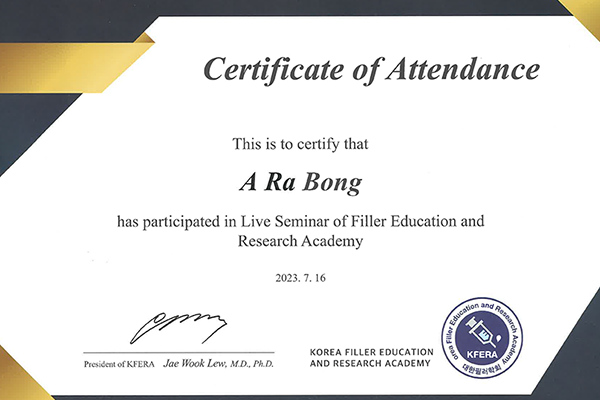 Certificate of Attendance
This is to certify that
A Ra Bong
has participated in Live Seminar of Filler Education and
Research Academy
2023. 7. 16
President of KFERA Jae Wook Lew, M.D., Ph.D.
KOREA FILLER EDUCATION
AND RESEARCH ACADEMY
orea Filler Education and Research Academy
KFERA
대한필러학회